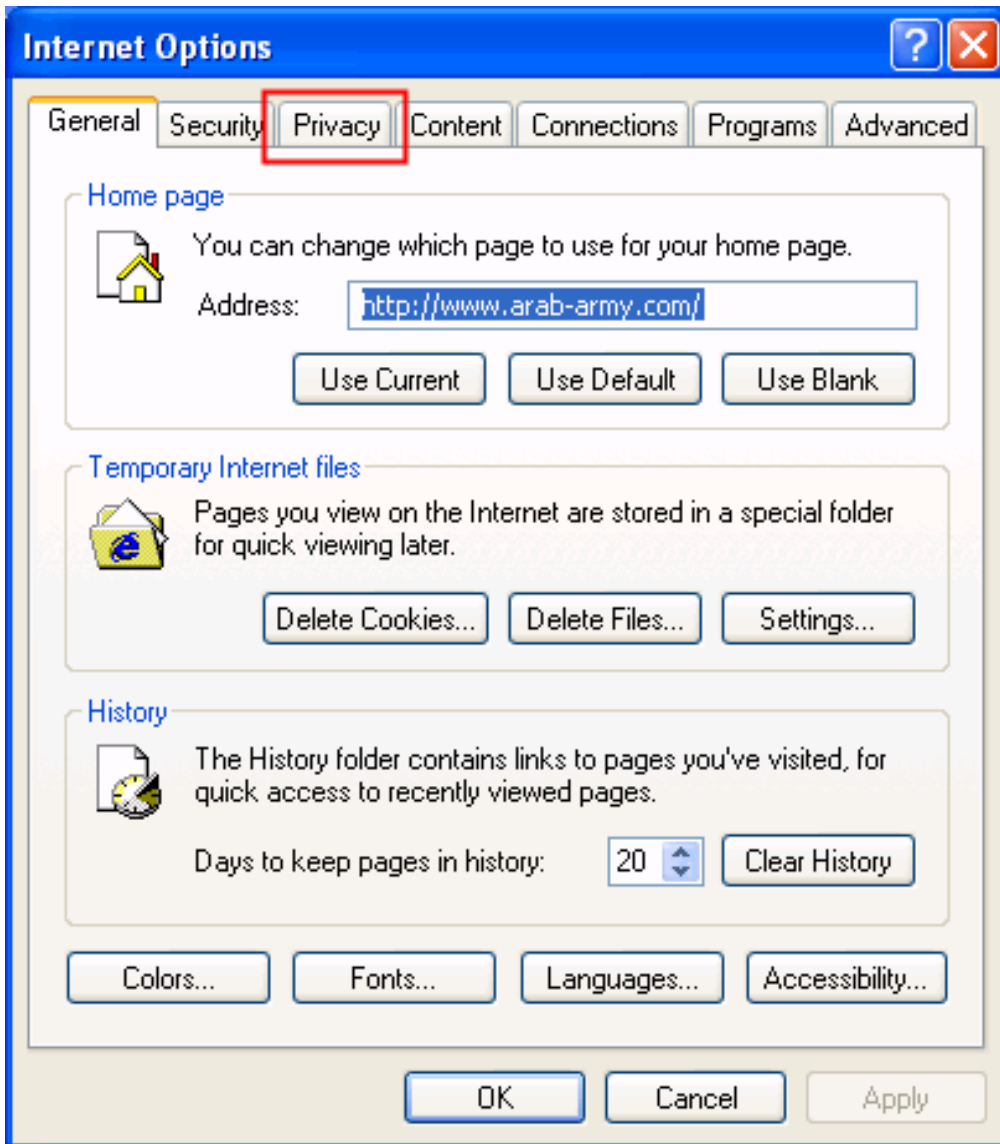 Internet Options
General Security Privacy Content Connections Programs Advanced
Home page
You can change which page to use for your home page.
Address: http://www.arab-army.com/
Use Current Use Default Use Blank
Temporary Internet files
Pages you view on the Internet are stored in a special folder
for quick viewing later.
Delete Cookies... Delete Files... Settings...
History
The History folder contains links to pages you've visited, for
quick access to recently viewed pages.
Days to keep pages in history: 20 Clear History
Colors... Fonts... Languages... Accessibility...
OK Cancel Apply